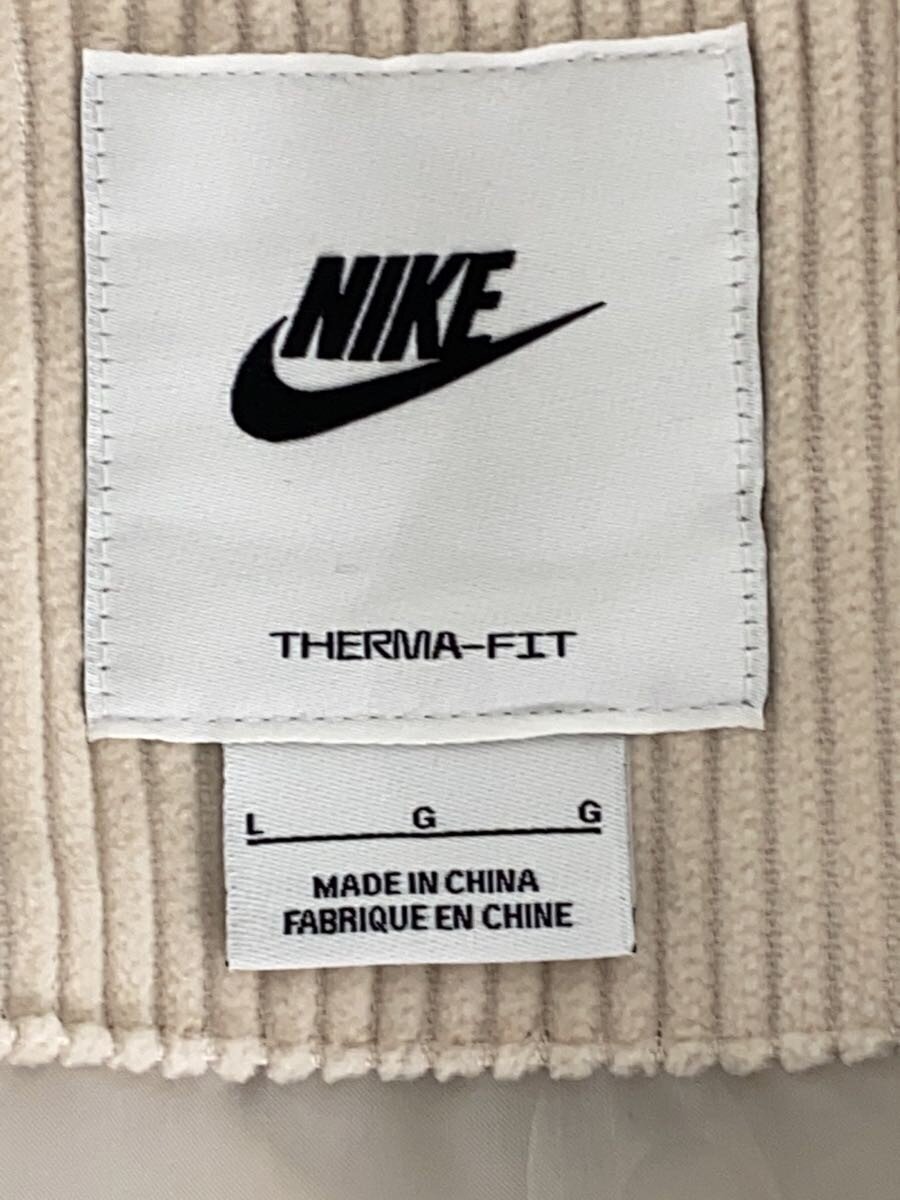 NIKE
THERMA-FIT
L G G
MADE IN CHINA
FABRIQUE EN CHINE